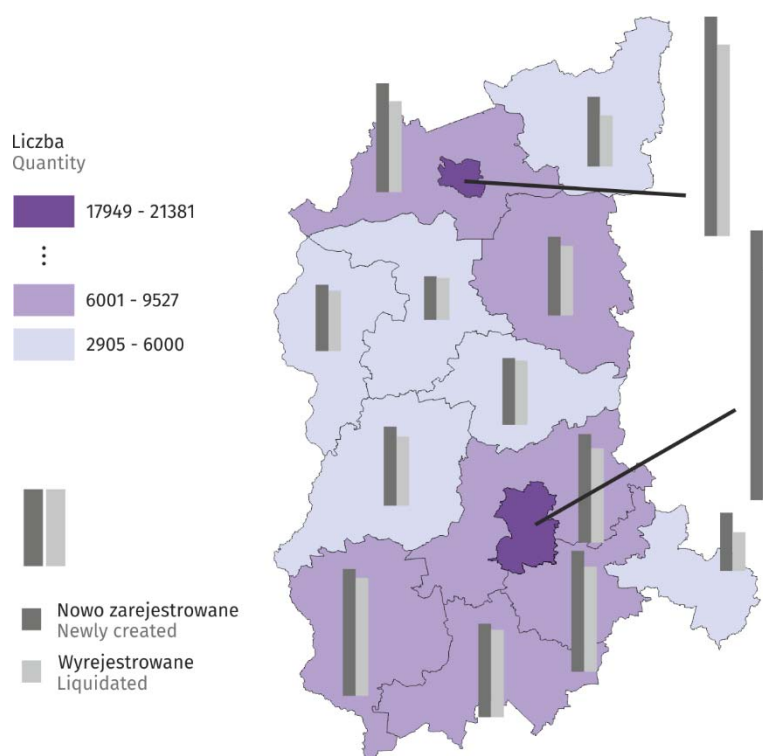 Liczba
Quantity
17949 - 21381
6001 - 9527
2905 - 6000
Nowo zarejestrowane
Newly created
Wyrejestrowane
Liquidated